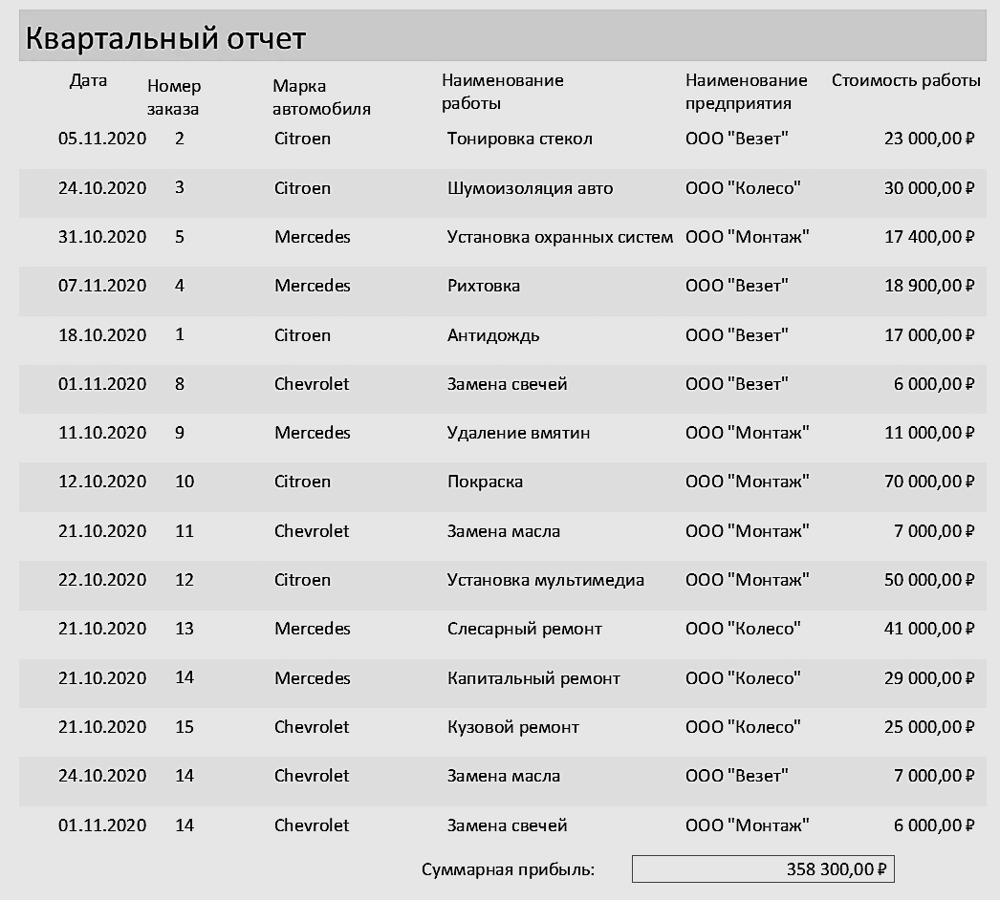 Квартальный отчет
Дата Номер заказа Марка автомобиля Наименование работы Наименование предприятия Стоимость работы
05.11.2020 2 Citroen Тонировка стекол ООО "Везет" 23 000,00 ₽
24.10.2020 3 Citroen Шумоизоляция авто ООО "Колесо" 30 000,00 ₽
31.10.2020 5 Mercedes Установка охранных систем ООО "Монтаж" 17 400,00 ₽
07.11.2020 4 Mercedes Рихтовка ООО "Везет" 18 900,00 ₽
18.10.2020 1 Citroen Антидождь ООО "Везет" 17 000,00 ₽
01.11.2020 8 Chevrolet Замена свечей ООО "Везет" 6 000,00 ₽
11.10.2020 9 Mercedes Удаление вмятин ООО "Монтаж" 11 000,00 ₽
12.10.2020 10 Citroen Покраска ООО "Монтаж" 70 000,00 ₽
21.10.2020 11 Chevrolet Замена масла ООО "Монтаж" 7 000,00 ₽
22.10.2020 12 Citroen Установка мультимедиа ООО "Монтаж" 50 000,00 ₽
21.10.2020 13 Mercedes Слесарный ремонт ООО "Колесо" 41 000,00 ₽
21.10.2020 14 Mercedes Капитальный ремонт ООО "Колесо" 29 000,00 ₽
21.10.2020 15 Chevrolet Кузовой ремонт ООО "Колесо" 25 000,00 ₽
24.10.2020 14 Chevrolet Замена масла ООО "Везет" 7 000,00 ₽
01.11.2020 14 Chevrolet Замена свечей ООО "Монтаж" 6 000,00 ₽
Суммарная прибыль: 358 300,00 ₽